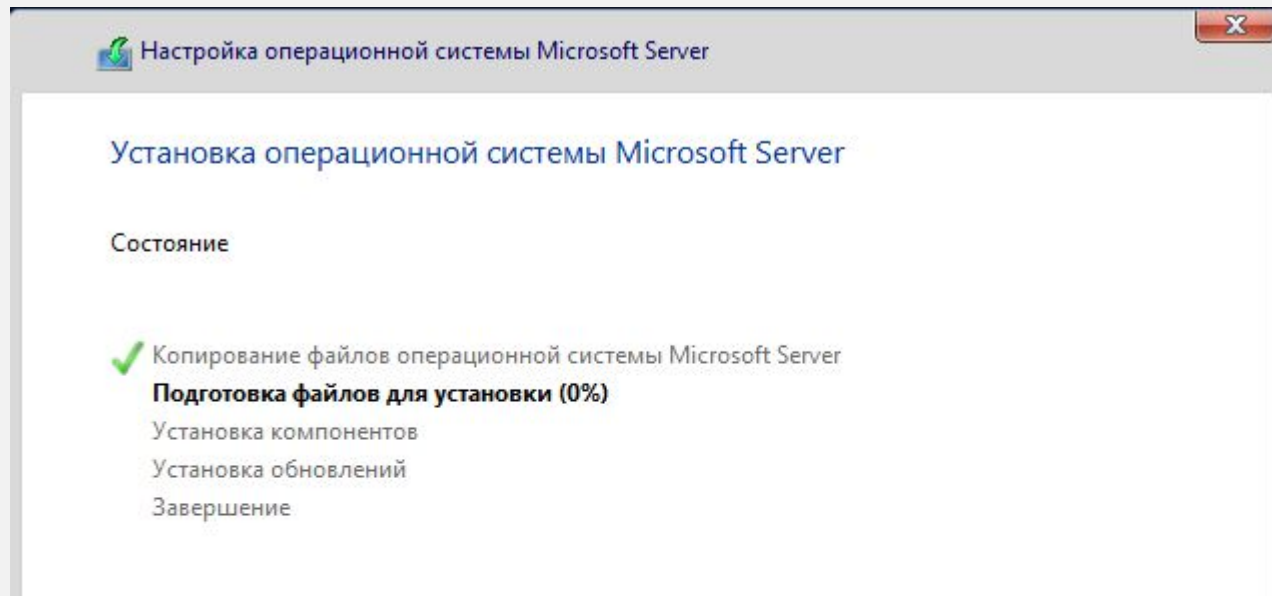 Настройка операционной системы Microsoft Server
Установка операционной системы Microsoft Server
Состояние
Копирование файлов операционной системы Microsoft Server
Подготовка файлов для установки (0%)
Установка компонентов
Установка обновлений
Завершение